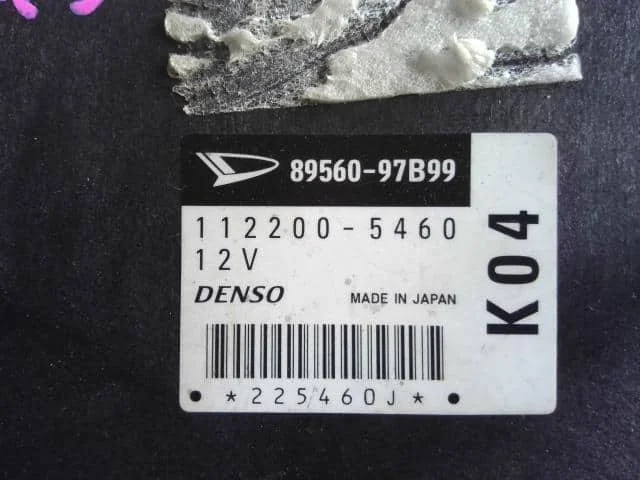 89560-97B99
112200-5460
12V
DENSO MADE IN JAPAN
*225460J*
K04